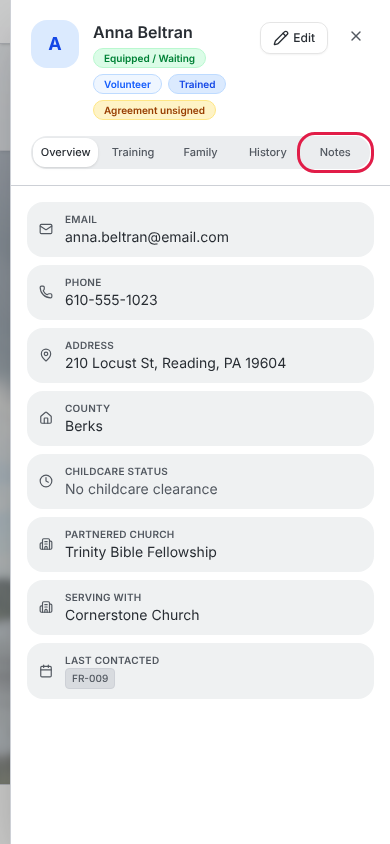 A
Anna Beltran
Edit
Equipped / Waiting
Volunteer Trained
Agreement unsigned
Overview Training Family History Notes
EMAIL
anna.beltran@email.com
PHONE
610-555-1023
ADDRESS
210 Locust St, Reading, PA 19604
COUNTY
Berks
CHILDCARE STATUS
No childcare clearance
PARTNERED CHURCH
Trinity Bible Fellowship
SERVING WITH
Cornerstone Church
LAST CONTACTED
FR-009